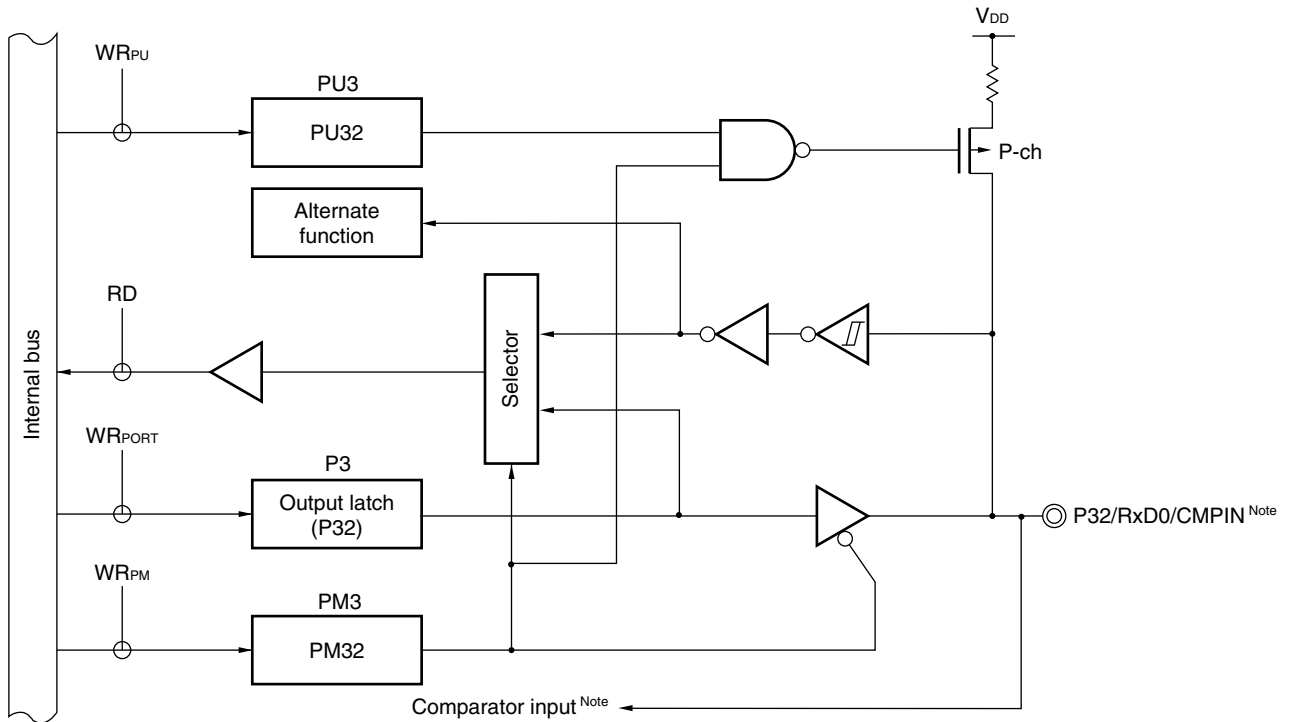 VDD
WRPU
PU3
PU32
P-ch
Alternate
function
RD
Selector
Internal bus
WRPORT
P3
Output latch
(P32)
P32/RxD0/CMPIN Note
WRPM
PM3
PM32
Comparator input Note